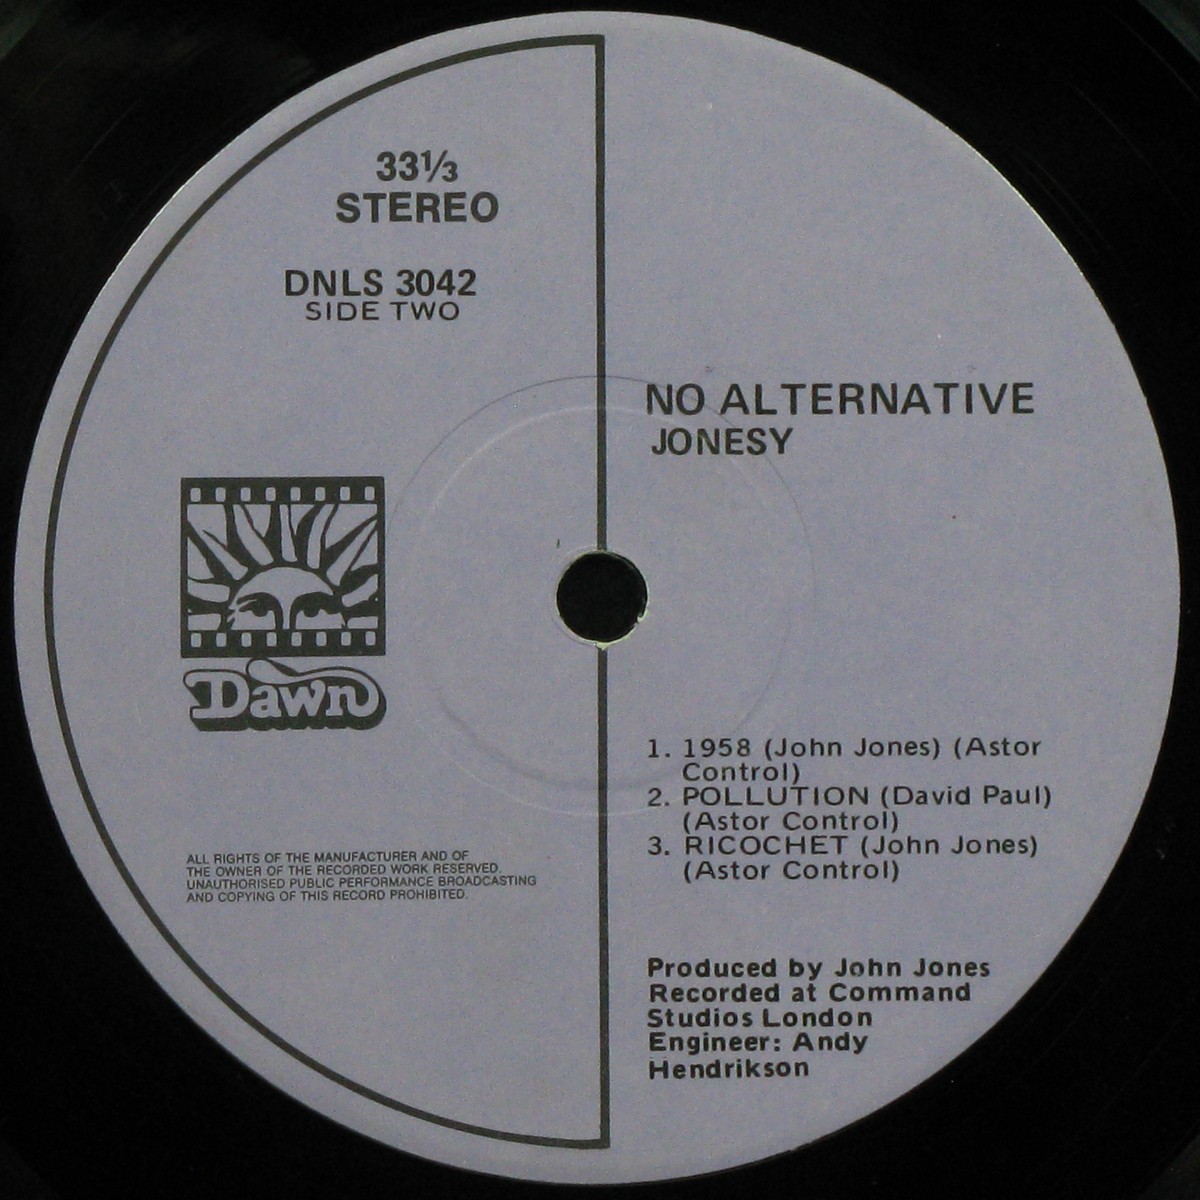 33⅓
STEREO
DNLS 3042
SIDE TWO
NO ALTERNATIVE
JONESY
Dawn
1. 1958 (John Jones) (Astor
Control)
2. POLLUTION (David Paul)
(Astor Control)
3. RICOCHET (John Jones)
(Astor Control)
ALL RIGHTS OF THE MANUFACTURER AND OF
THE OWNER OF THE RECORDED WORK RESERVED.
UNAUTHORISED PUBLIC PERFORMANCE BROADCASTING
AND COPYING OF THIS RECORD PROHIBITED.
Produced by John Jones
Recorded at Command
Studios London
Engineer: Andy
Hendrikson